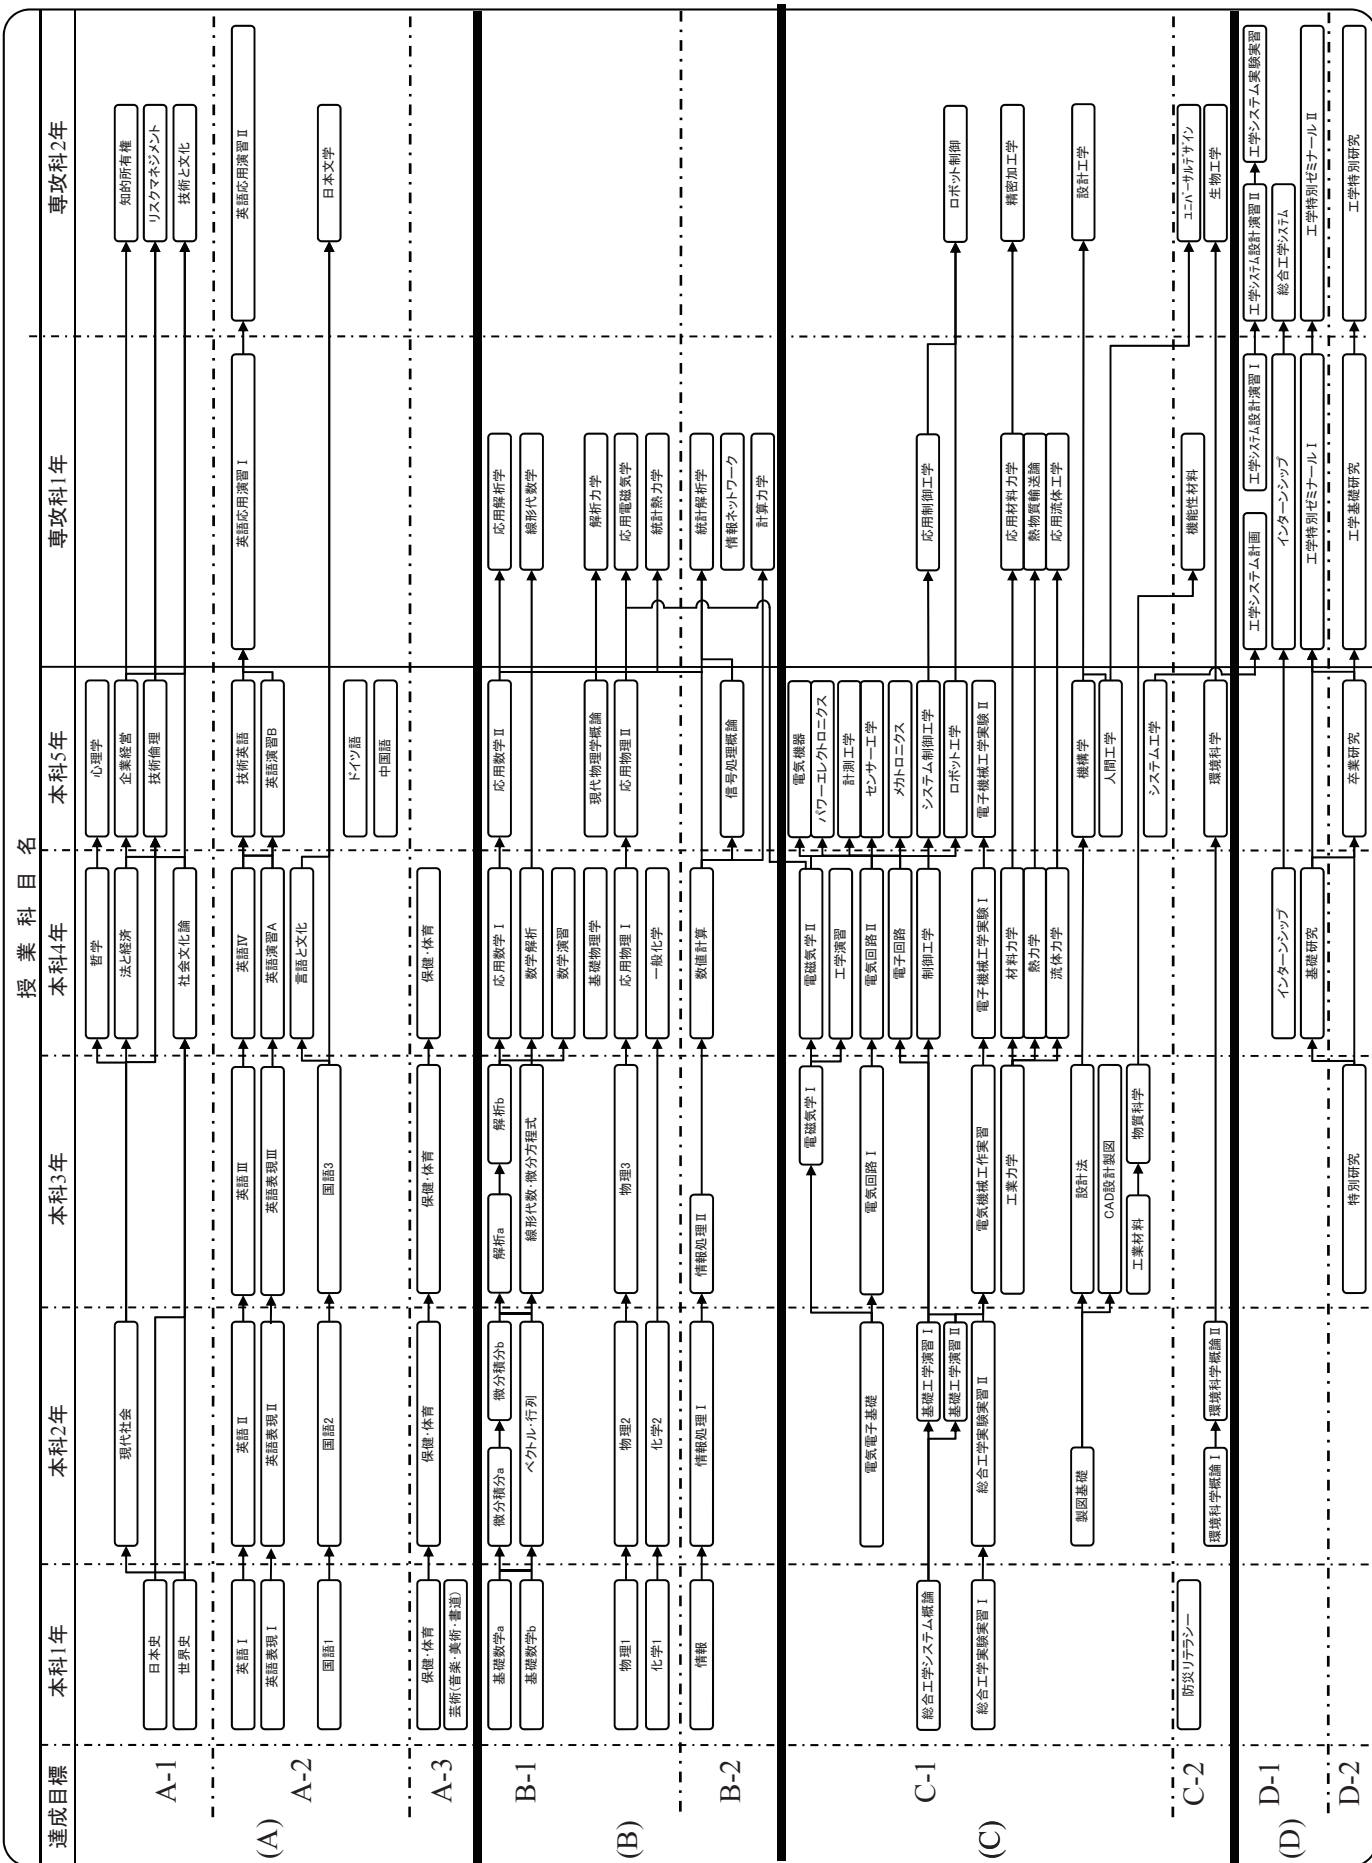 授業科目名
達成目標
本科1年
本科2年
本科3年
本科4年
本科5年
専攻科1年
専攻科2年
(A)
A-1
哲学
心理学
現代社会
法と経済
企業経営
知的所有権
日本史
技術倫理
リスクマネジメント
世界史
社会文化論
技術と文化
A-2
英語Ⅰ
英語Ⅱ
英語Ⅲ
英語Ⅳ
技術英語
英語応用演習Ⅰ
英語応用演習Ⅱ
英語表現Ⅰ
英語表現Ⅱ
英語表現Ⅲ
英語演習A
英語演習B
言語と文化
国語1
国語2
国語3
日本文学
ドイツ語
中国語
A-3
保健・体育
保健・体育
保健・体育
保健・体育
芸術(音楽・美術・書道)
(B)
B-1
基礎数学a
微分積分a
微分積分b
解析a
解析b
応用数学Ⅰ
応用数学Ⅱ
応用解析学
基礎数学b
ベクトル・行列
線形代数・微分方程式
数学解析
線形代数学
数学演習
基礎物理学
現代物理学概論
解析力学
物理1
物理2
物理3
応用物理Ⅰ
応用物理Ⅱ
応用電磁気学
化学1
化学2
一般化学
統計熱力学
B-2
情報
情報処理Ⅰ
情報処理Ⅱ
数値計算
統計解析学
信号処理概論
情報ネットワーク
計算力学
(C)
C-1
電気機器
電磁気学Ⅰ
電磁気学Ⅱ
パワーエレクトロニクス
工学演習
計測工学
電気電子基礎
電気回路Ⅰ
電気回路Ⅱ
センサー工学
電子回路
メカトロニクス
総合工学システム概論
基礎工学演習Ⅰ
制御工学
システム制御工学
応用制御工学
基礎工学演習Ⅱ
ロボット工学
ロボット制御
総合工学実験実習Ⅰ
総合工学実験実習Ⅱ
電気機械工作実習
電子機械工学実験Ⅰ
電子機械工学実験Ⅱ
工業力学
材料力学
応用材料力学
精密加工学
熱力学
熱物質輸送論
流体力学
応用流体工学
製図基礎
設計法
機構学
設計工学
CAD設計製図
人間工学
工業材料
物質科学
システム工学
C-2
防災リテラシー
機能性材料
ユニバーサルデザイン
環境科学概論Ⅰ
環境科学概論Ⅱ
環境科学
生物工学
(D)
D-1
工学システム計画
工学システム設計演習Ⅰ
工学システム設計演習Ⅱ
工学システム実験実習
インターンシップ
インターンシップ
総合工学システム
基礎研究
工学特別ゼミナールⅠ
工学特別ゼミナールⅡ
D-2
特別研究
卒業研究
工学基礎研究
工学特別研究